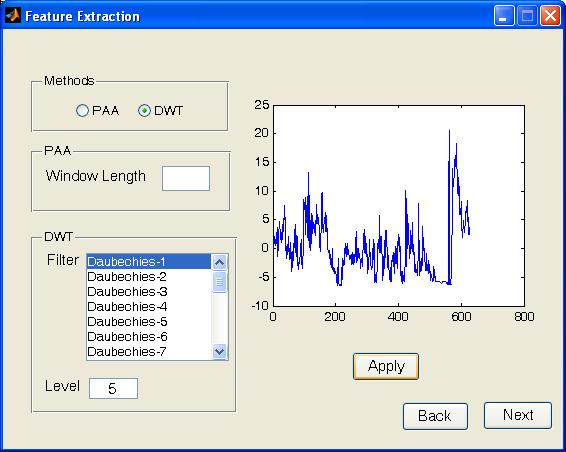 Feature Extraction
Methods
PAA DWT
PAA
Window Length
DWT
Filter
Daubechies-1
Daubechies-2
Daubechies-3
Daubechies-4
Daubechies-5
Daubechies-6
Daubechies-7
Level 5
25
20
15
10
5
0
-5
-10
0 200 400 600 800
Apply
Back Next